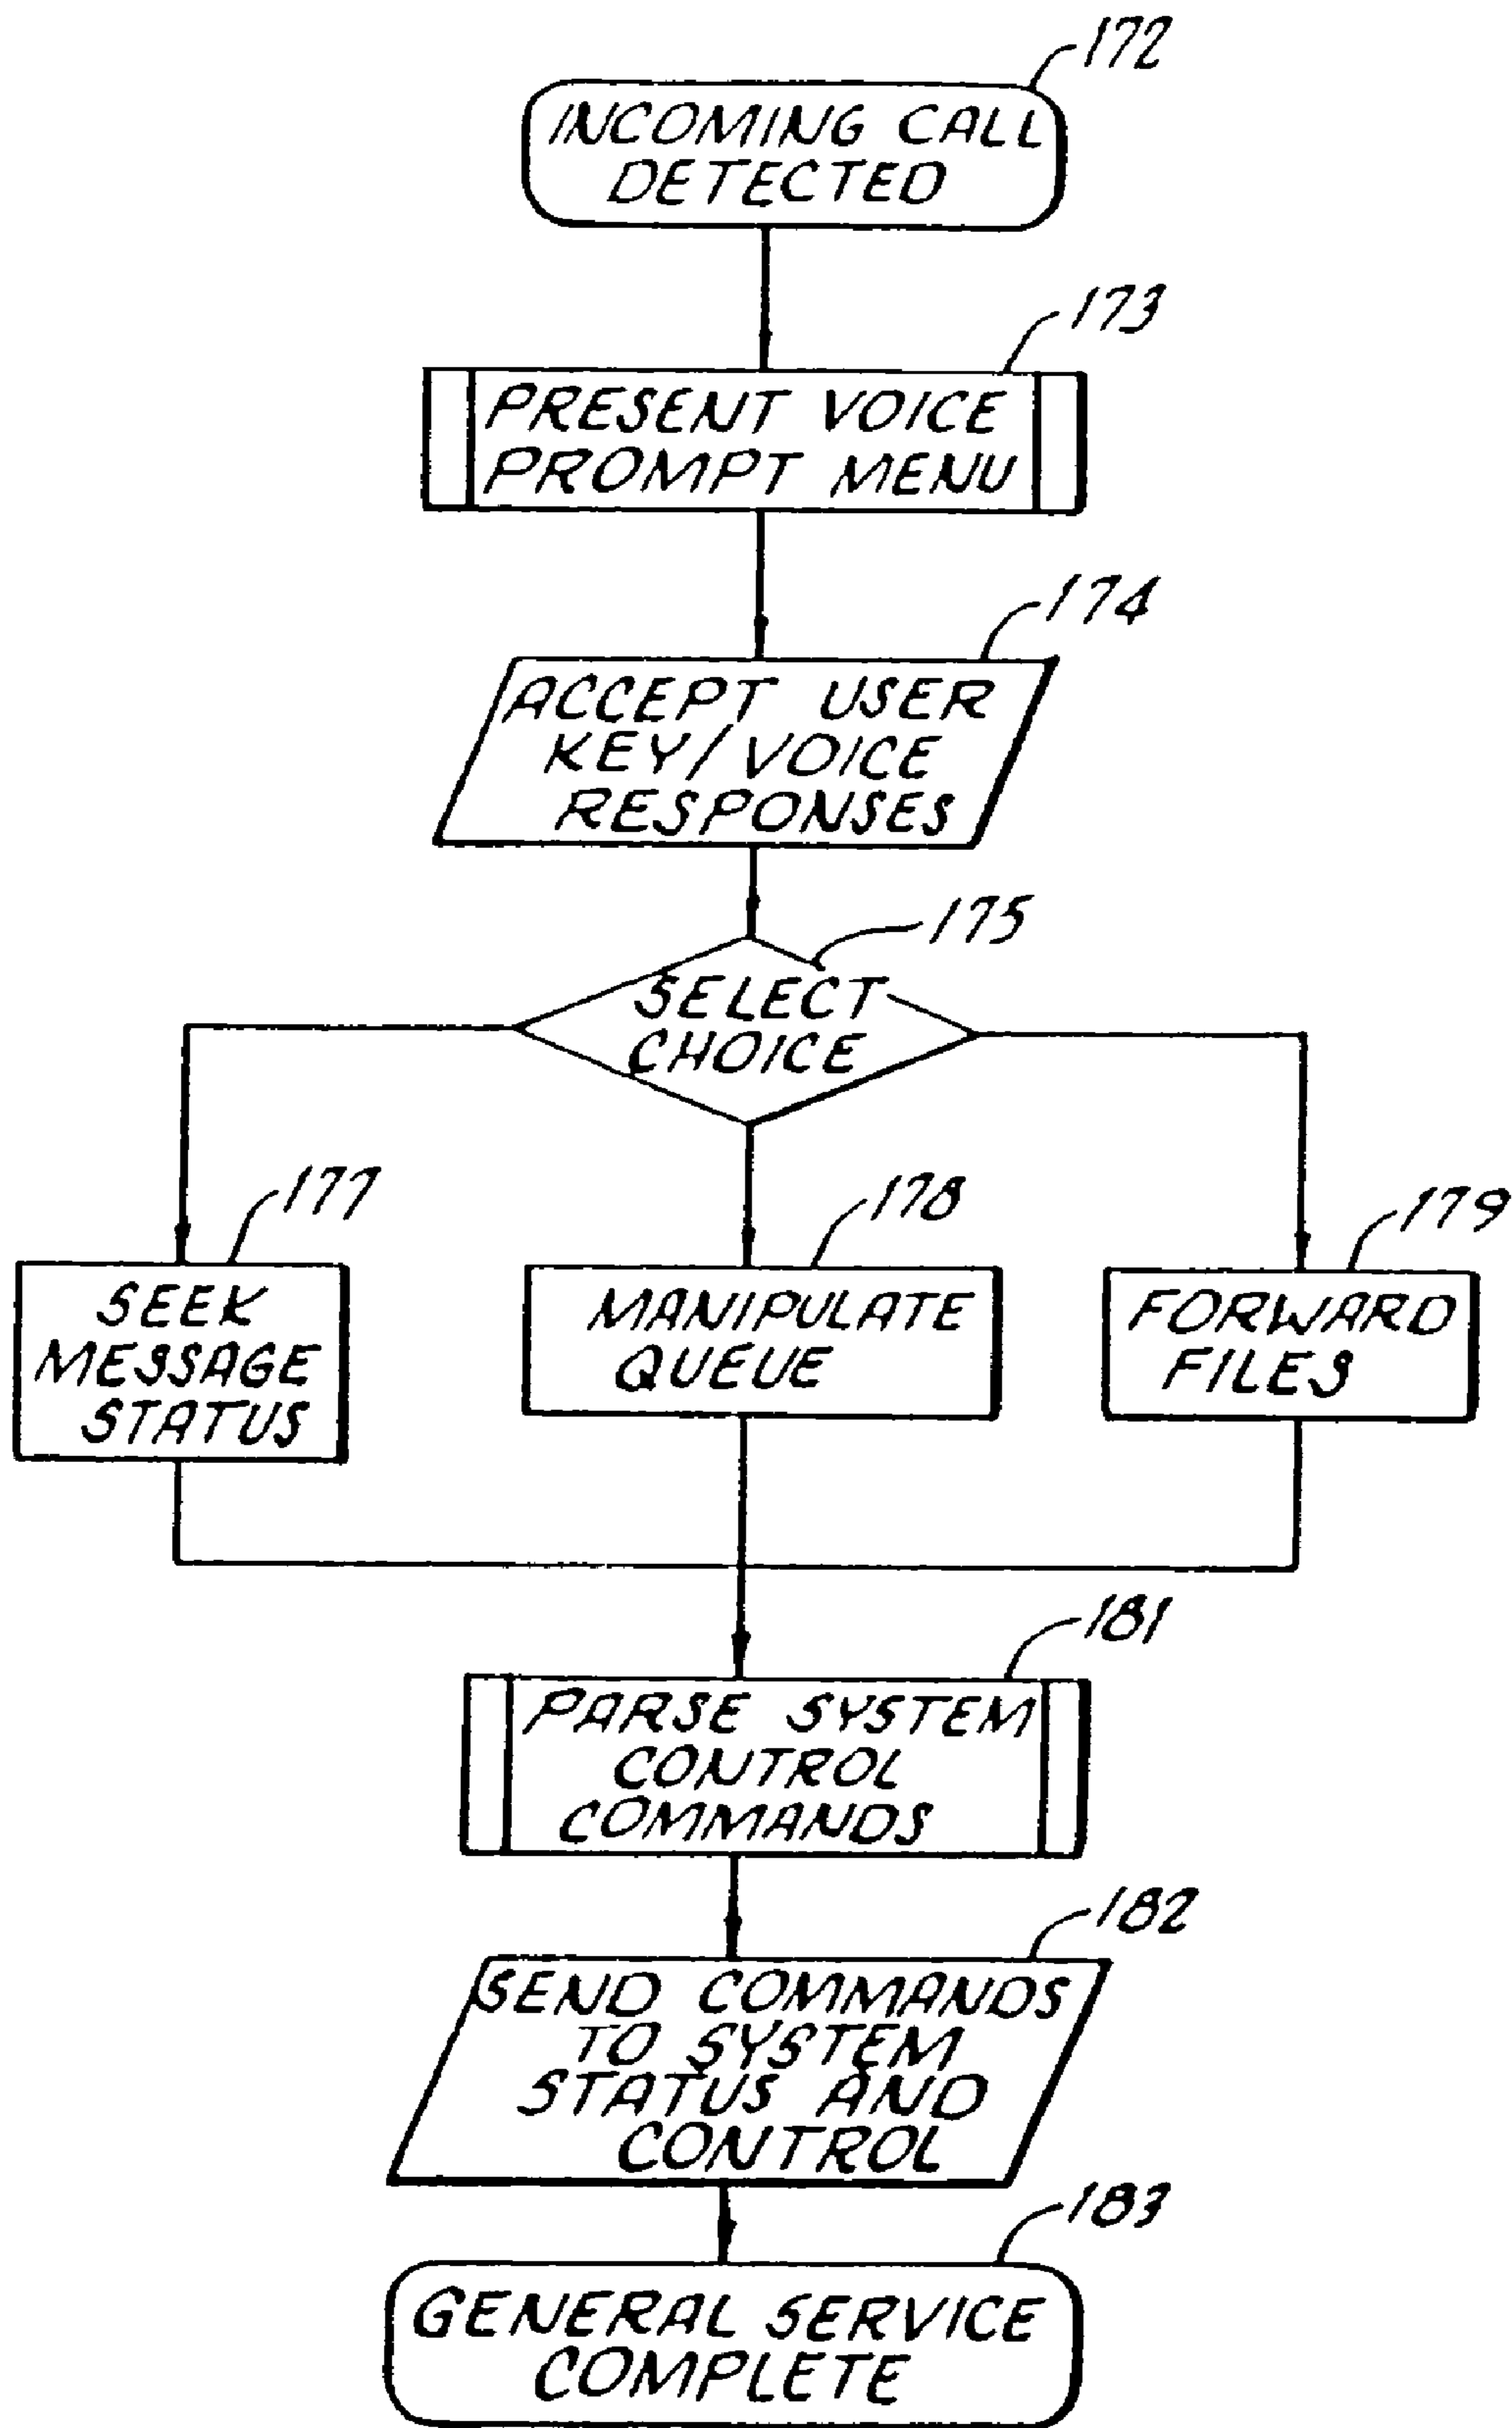 172
INCOMING CALL
DETECTED
173
PRESENT VOICE
PROMPT MENU
174
ACCEPT USER
KEY/VOICE
RESPONSES
175
SELECT
CHOICE
177
SEEK
MESSAGE
STATUS
178
MANIPULATE
QUEUE
179
FORWARD
FILES
181
PARSE SYSTEM
CONTROL
COMMANDS
182
SEND COMMANDS
TO SYSTEM
STATUS AND
CONTROL
183
GENERAL SERVICE
COMPLETE